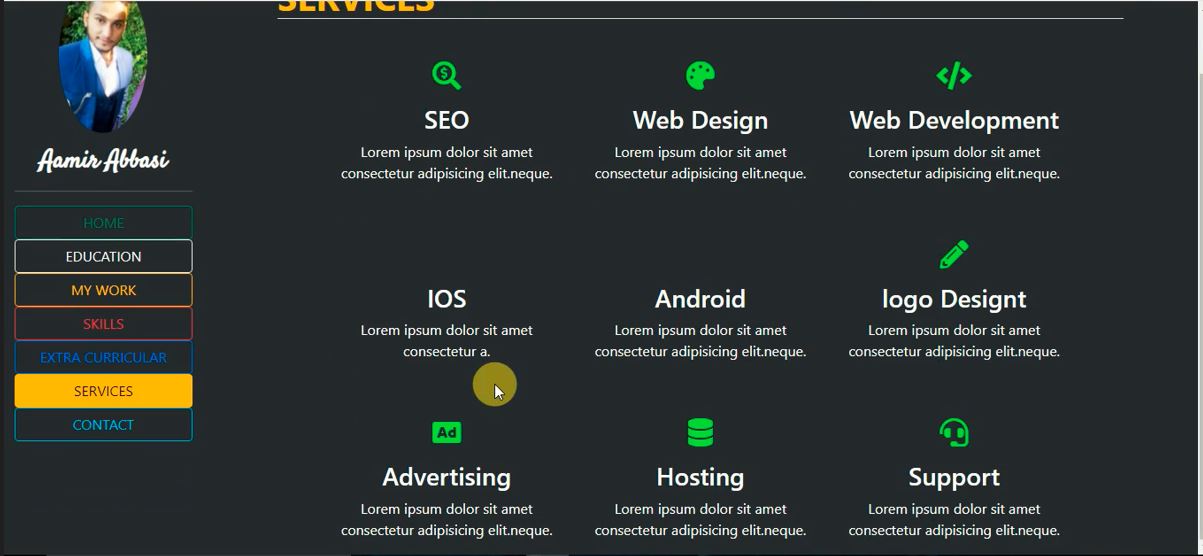 SERVICES
Aamir Abbasi
HOME
EDUCATION
MY WORK
SKILLS
EXTRA CURRICULAR
SERVICES
CONTACT
SEO
Lorem ipsum dolor sit amet
consectetur adipisicing elit.neque.
Web Design
Lorem ipsum dolor sit amet
consectetur adipisicing elit.neque.
Web Development
Lorem ipsum dolor sit amet
consectetur adipisicing elit.neque.
IOS
Lorem ipsum dolor sit amet
consectetur a.
Android
Lorem ipsum dolor sit amet
consectetur adipisicing elit.neque.
logo Designt
Lorem ipsum dolor sit amet
consectetur adipisicing elit.neque.
Ad
Advertising
Lorem ipsum dolor sit amet
consectetur adipisicing elit.neque.
Hosting
Lorem ipsum dolor sit amet
consectetur adipisicing elit.neque.
Support
Lorem ipsum dolor sit amet
consectetur adipisicing elit.neque.